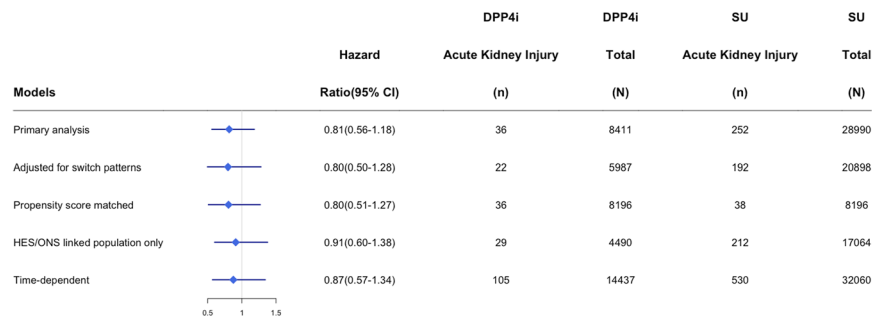 DPP4i DPP4i SU SU
Hazard Acute Kidney Injury Total Acute Kidney Injury Total
Models Ratio(95% CI) (n) (N) (n) (N)
Primary analysis 0.81(0.56-1.18) 36 8411 252 28990
Adjusted for switch patterns 0.80(0.50-1.28) 22 5987 192 20898
Propensity score matched 0.80(0.51-1.27) 36 8196 38 8196
HES/ONS linked population only 0.91(0.60-1.38) 29 4490 212 17064
Time-dependent 0.87(0.57-1.34) 105 14437 530 32060
0.5 1 1.5